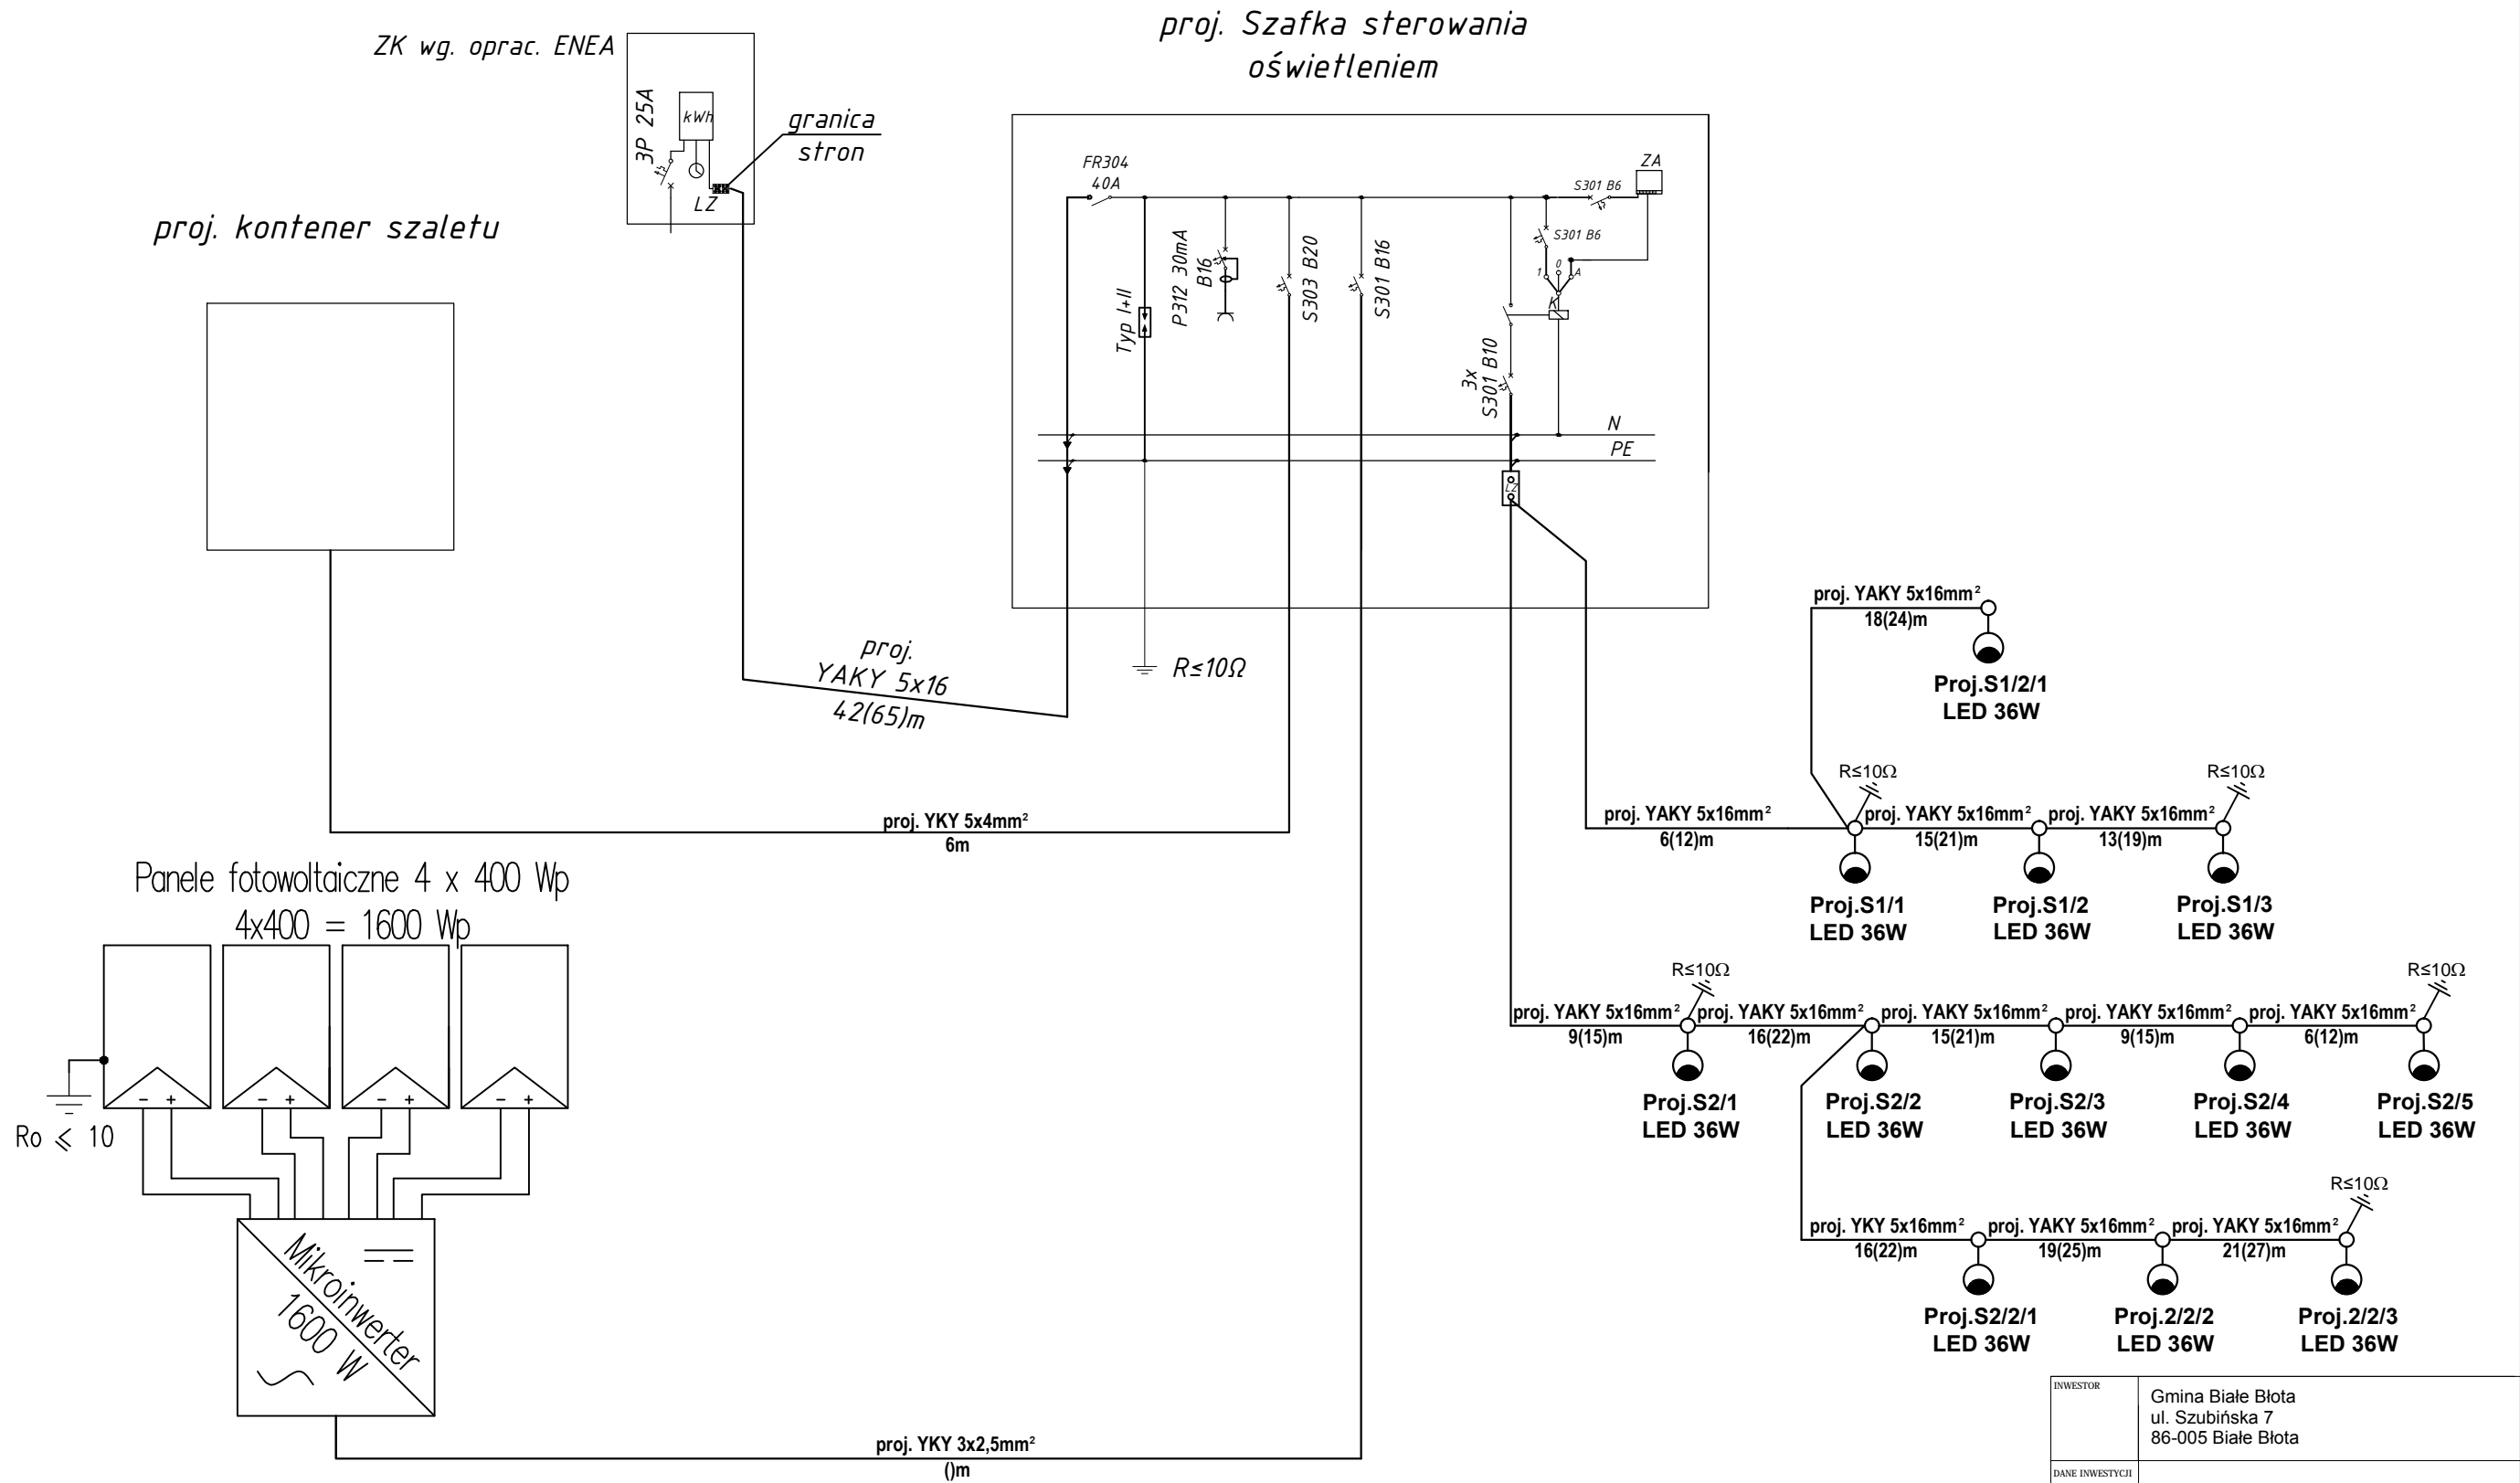 proj. Szafka sterowania
oświetleniem
ZK wg. oprac. ENEA
3P 25A
kWh
LZ
granica
stron
proj. kontener szaletu
FR304
40A
Typ I+II
P312 30mA
B16
S303 B20
S301 B16
3x
S301 B10
S301 B6
ZA
S301 B6
1
0
A
K
N
PE
LZ
R≤10Ω
proj.
YAKY 5x16
42(65)m
proj. YKY 5x4mm²
6m
proj. YAKY 5x16mm²
18(24)m
Proj.S1/2/1
LED 36W
R≤10Ω
R≤10Ω
proj. YAKY 5x16mm²
6(12)m
proj. YAKY 5x16mm²
15(21)m
proj. YAKY 5x16mm²
13(19)m
Proj.S1/1
LED 36W
Proj.S1/2
LED 36W
Proj.S1/3
LED 36W
R≤10Ω
R≤10Ω
proj. YAKY 5x16mm²
9(15)m
proj. YAKY 5x16mm²
16(22)m
proj. YAKY 5x16mm²
15(21)m
proj. YAKY 5x16mm²
9(15)m
proj. YAKY 5x16mm²
6(12)m
Proj.S2/1
LED 36W
Proj.S2/2
LED 36W
Proj.S2/3
LED 36W
Proj.S2/4
LED 36W
Proj.S2/5
LED 36W
R≤10Ω
proj. YKY 5x16mm²
16(22)m
proj. YAKY 5x16mm²
19(25)m
proj. YAKY 5x16mm²
21(27)m
Proj.S2/2/1
LED 36W
Proj.2/2/2
LED 36W
Proj.2/2/3
LED 36W
Panele fotowoltaiczne 4 x 400 Wp
4x400 = 1600 Wp
- +
- +
- +
- +
Ro ⩽ 10
Mikroinwerter
1600 W
proj. YKY 3x2,5mm²
()m
INWESTOR
Gmina Białe Błota
ul. Szubińska 7
86-005 Białe Błota
DANE INWESTYCJI